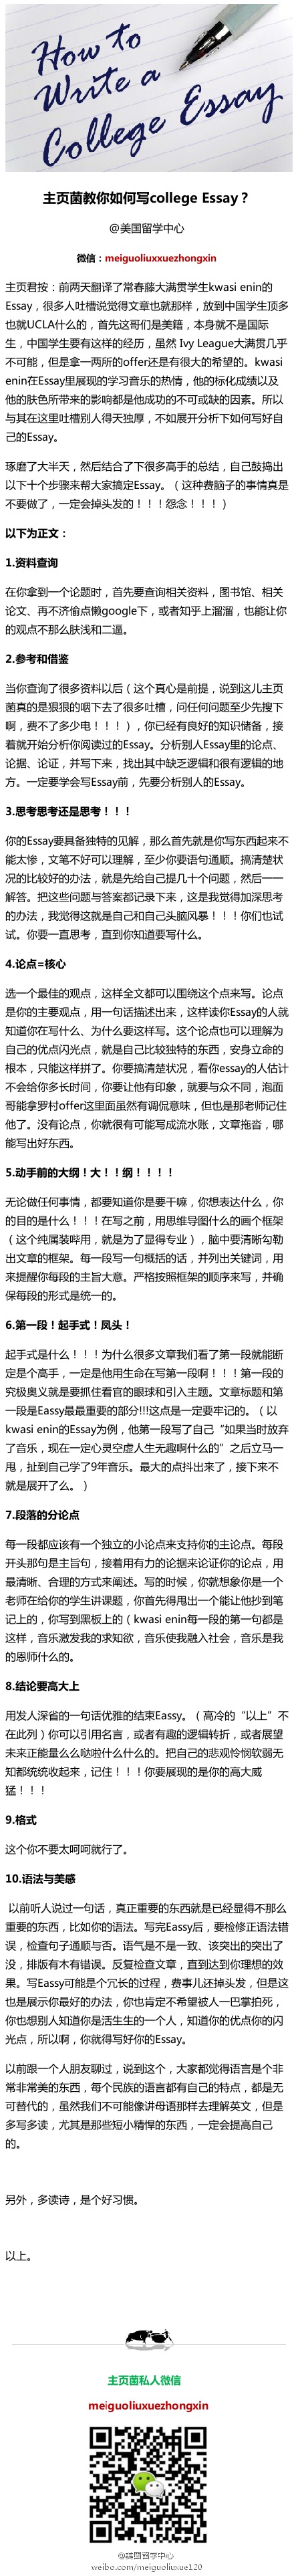 How to
Write a
College Essay
主页菌教你如何写college Essay？
@美国留学中心
微信：meiguoliuxxuezhongxin
主页君按：前两天翻译了常春藤大满贯学生kwasi enin的
Essay，很多人吐槽说觉得文章也就那样，放到中国学生顶多
也就UCLA什么的，首先这哥们是美籍，本身就不是国际
生，中国学生要有这样的经历，虽然 Ivy League大满贯几乎
不可能，但是拿一两所的offer还是有很大的希望的。kwasi
enin在Essay里展现的学习音乐的热情，他的标化成绩以及
他的肤色所带来的影响都是他成功的不可或缺的因素。所以
与其在这里吐槽别人得天独厚，不如展开分析下如何写好自
己的Essay。
琢磨了大半天，然后结合了下很多高手的总结，自己鼓捣出
以下十个步骤来帮大家搞定Essay。（这种费脑子的事情真是
不要做了，一定会掉头发的！！！怨念！！！）
以下为正文：
1.资料查询
在你拿到一个论题时，首先要查询相关资料，图书馆、相关
论文、再不济偷点懒google下，或者知乎上溜溜，也能让你
的观点不那么肤浅和二逼。
2.参考和借鉴
当你查询了很多资料以后（这个真心是前提，说到这儿主页
菌真的是狠狠的咽下去了很多吐槽，问任何问题至少先搜下
啊，费不了多少电！！！），你已经有良好的知识储备，接
着就开始分析你阅读过的Essay。分析别人Essay里的论点、
论据、论证，并写下来，找出其中缺乏逻辑和很有逻辑的地
方。一定要学会写Essay前，先要分析别人的Essay。
3.思考思考还是思考！！！
你的Essay要具备独特的见解，那么首先就是你写东西起来不
能太惨，文笔不好可以理解，至少你要语句通顺。搞清楚状
况的比较好的办法，就是先给自己提几十个问题，然后一一
解答。把这些问题与答案都记录下来，这是我觉得加深思考
的办法，我觉得这就是自己和自己头脑风暴！！！你们也试
试。你要一直思考，直到你知道要写什么。
4.论点=核心
选一个最佳的观点，这样全文都可以围绕这个点来写。论点
是你的主要观点，用一句话描述出来，这样读你Essay的人就
知道你在写什么、为什么要这样写。这个论点也可以理解为
自己的优点闪光点，就是自己比较独特的东西，安身立命的
根本，只能这样拼了。你要搞清楚状况，看你essay的人估计
不会给你多长时间，你要让他有印象，就要与众不同，海面
哥能拿罗村offer这里面虽然有调侃意味，但也是那老师记住
他了。没有论点，你就很有可能写成流水账，文章拖沓，哪
能写出好东西。
5.动手前的大纲！大！！纲！！！！
无论做任何事情，都要知道你是要干嘛，你想表达什么，你
的目的是什么！！！在写之前，用思维导图什么的画个框架
（这个纯属装哔用，就是为了显得专业），脑中要清晰勾勒
出文章的框架。每一段写一句概括的话，并列出关键词，用
来提醒你每段的主旨大意。严格按照框架的顺序来写，并确
保每段的形式是统一的。
6.第一段！起手式！凤头！
起手式是什么！！！为什么很多文章我们看了第一段就能断
定是个高手，一定是他用生命在写第一段啊！！！第一段的
究极奥义就是要抓住看官的眼球和引入主题。文章标题和第
一段是Eassy最最重要的部分!!!这点是一定要牢记的。（以
kwasi enin的Essay为例，他第一段写了自己“如果当时放弃
了音乐，现在一定心灵空虚人生无趣啊什么的”之后立马一
甩，扯到自己学了9年音乐。最大的点抖出来了，接下来不
就是展开了么。）
7.段落的分论点
每一段都应该有一个独立的小论点来支持你的主论点。每段
开头那句是主旨句，接着用有力的论据来论证你的论点，用
最清晰、合理的方式来阐述。写的时候，你就想象你是一个
老师在给你的学生讲课题，你首先得甩出一个能让他抄到笔
记上的，你写到黑板上的（kwasi enin每一段的第一句都是
这样，音乐激发我的求知欲，音乐使我融入社会，音乐是我
的恩师什么的。
8.结论要高大上
用发人深省的一句话优雅的结束Eassy。（高冷的“以上”不
在此列）你可以引用名言，或者有趣的逻辑转折，或者展望
未来正能量么么哒啦什么什么的。把自己的悲观怜悯软弱无
知都统统收起来，记住！！！你要展现的是你的高大威
猛！！！
9.格式
这个你不要太呵呵就行了。
10.语法与美感
以前听人说过一句话，真正重要的东西就是已经显得不那么
重要的东西，比如你的语法。写完Eassy后，要检修正语法错
误，检查句子通顺与否。语气是不是一致、该突出的突出了
没，排版有木有错误。反复检查文章，直到达到你理想的效
果。写Eassy可能是个冗长的过程，费事儿还掉头发，但是这
也是展示你最好的办法，你也肯定不希望被人一巴掌拍死，
你也想别人知道你是活生生的一个人，知道你的优点你的闪
光点，所以啊，你就得写好你的Essay。
以前跟一个人朋友聊过，说到这个，大家都觉得语言是个非
常非常美的东西，每个民族的语言都有自己的特点，都是无
可替代的，虽然我们不可能像讲母语那样去理解英文，但是
多写多读，尤其是那些短小精悍的东西，一定会提高自己
的。
另外，多读诗，是个好习惯。
以上。
主页菌私人微信
meiguoliuxuezhongxin
@美国留学中心
weibo.com/meiguoliuxue120